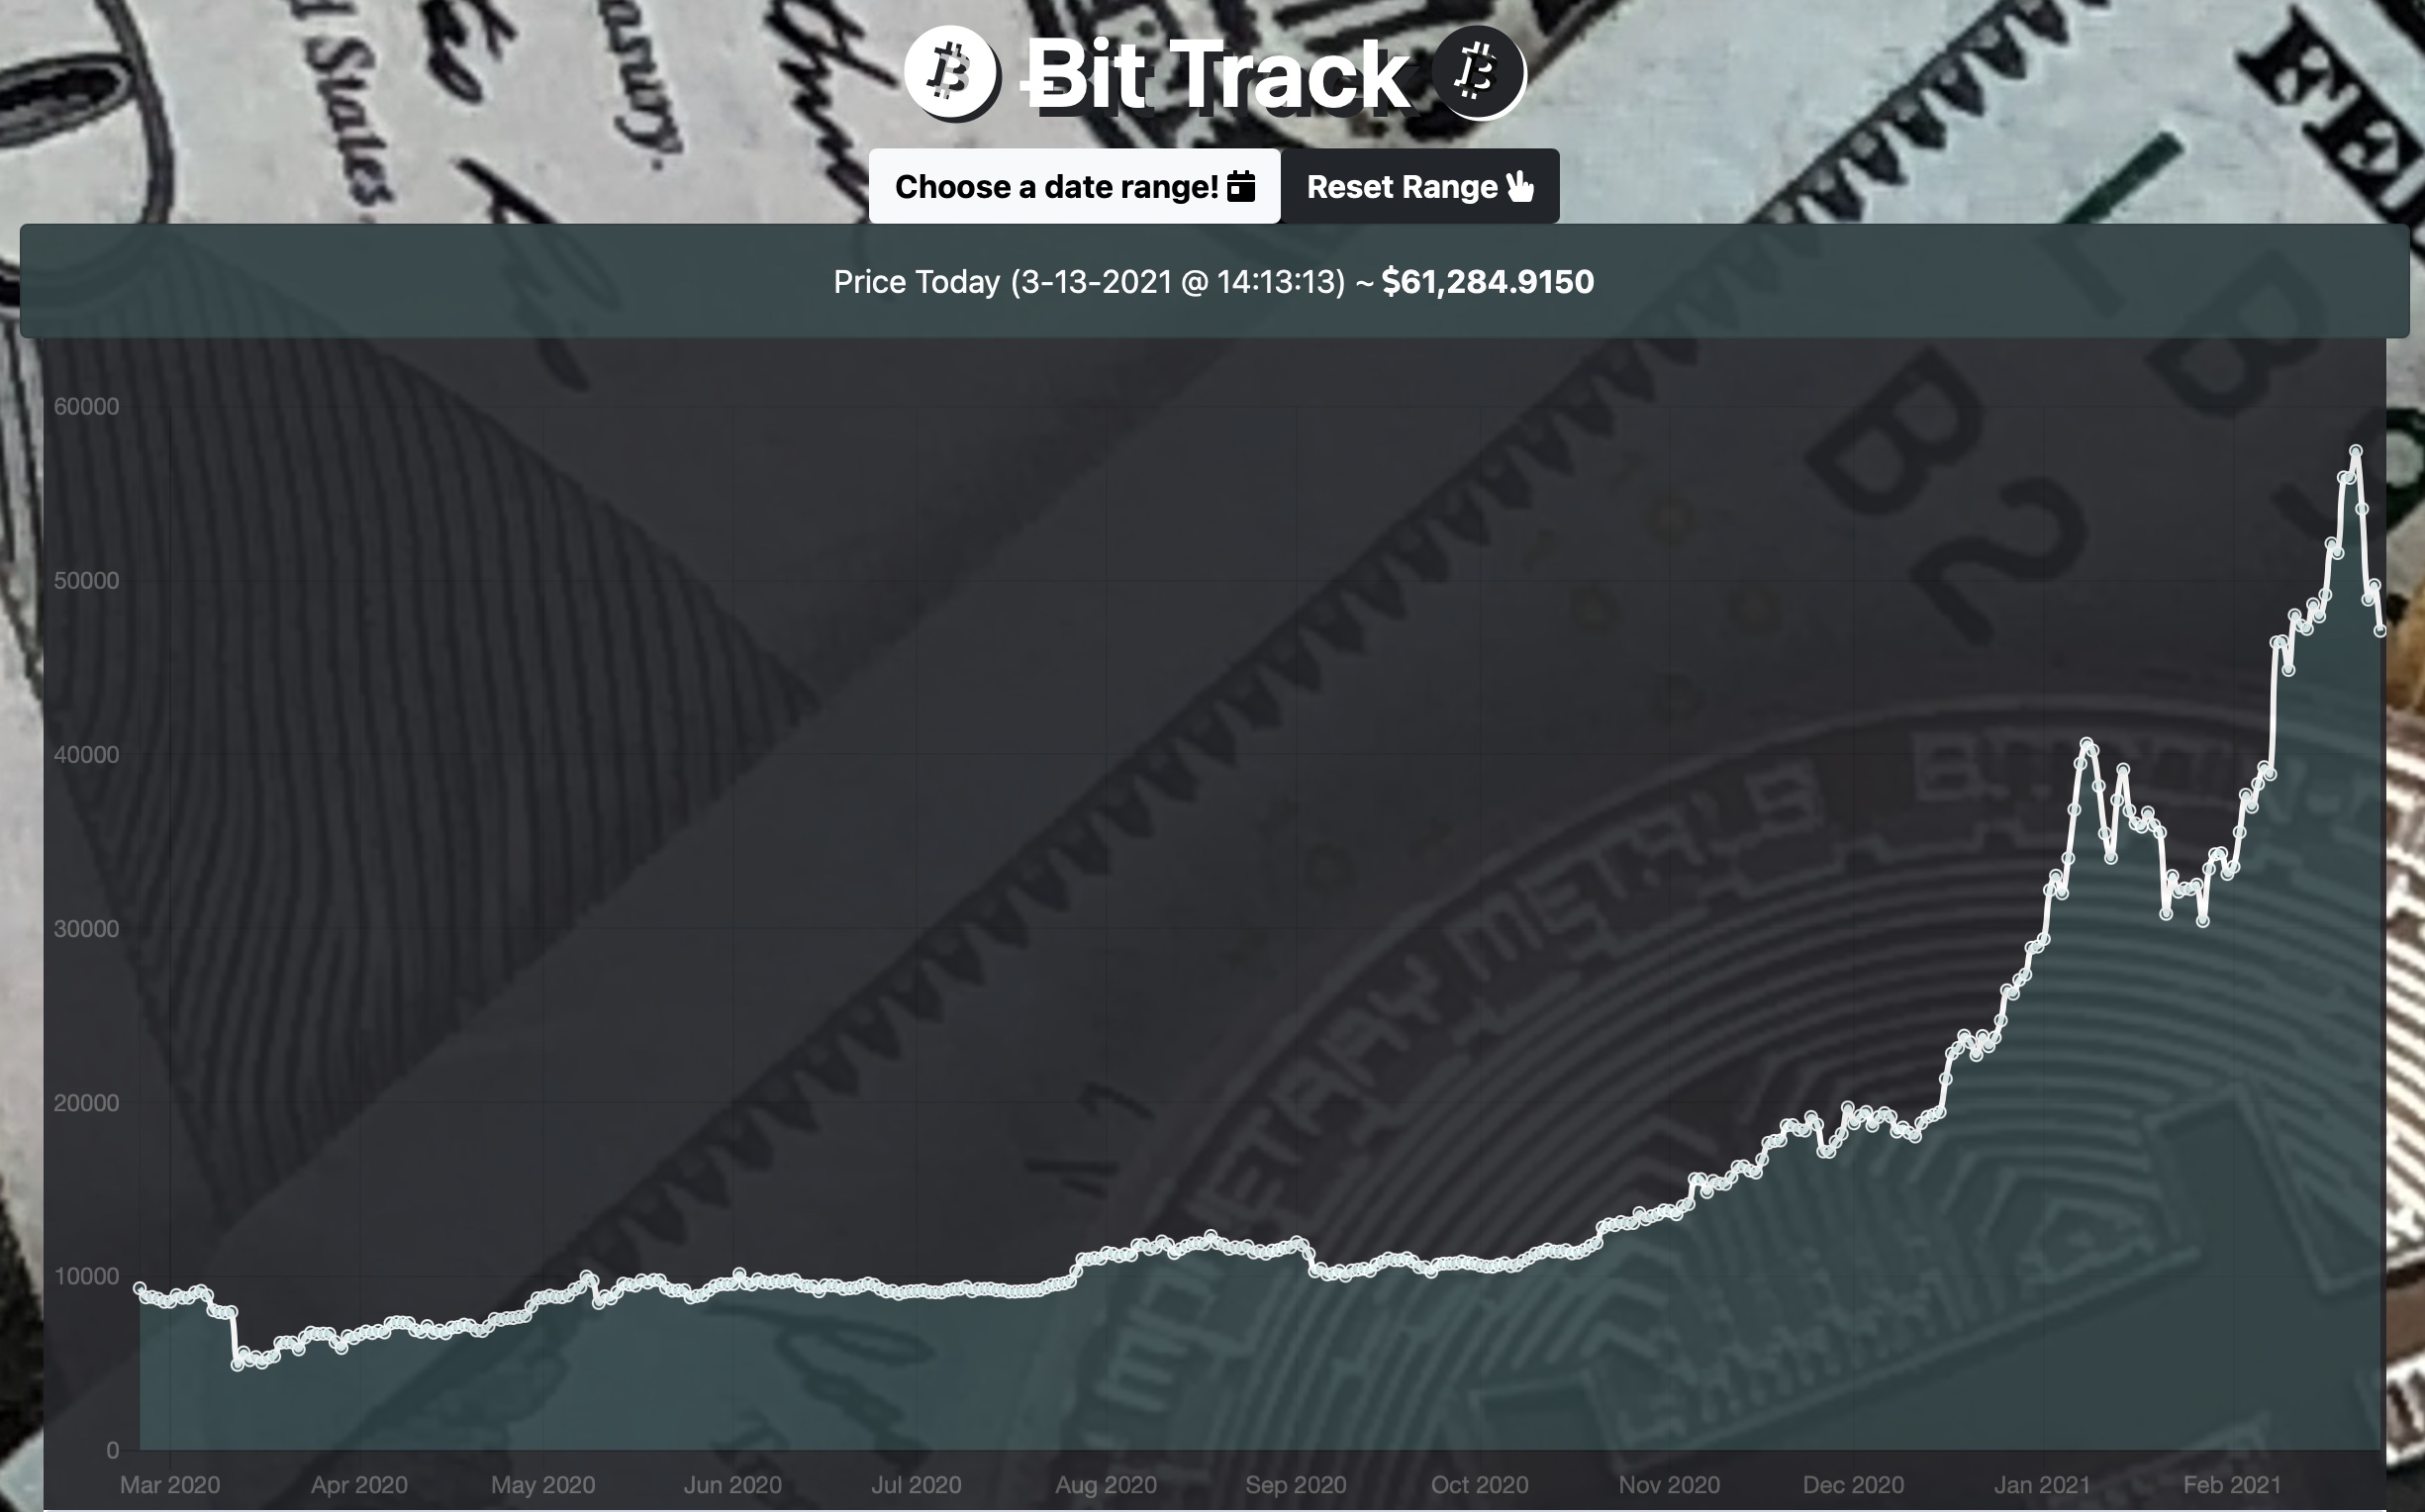 Bit Track
Choose a date range!
Reset Range
Price Today (3-13-2021 @ 14:13:13) ~ $61,284.9150
60000
50000
40000
30000
20000
10000
0
Mar 2020 Apr 2020 May 2020 Jun 2020 Jul 2020 Aug 2020 Sep 2020 Oct 2020 Nov 2020 Dec 2020 Jan 2021 Feb 2021